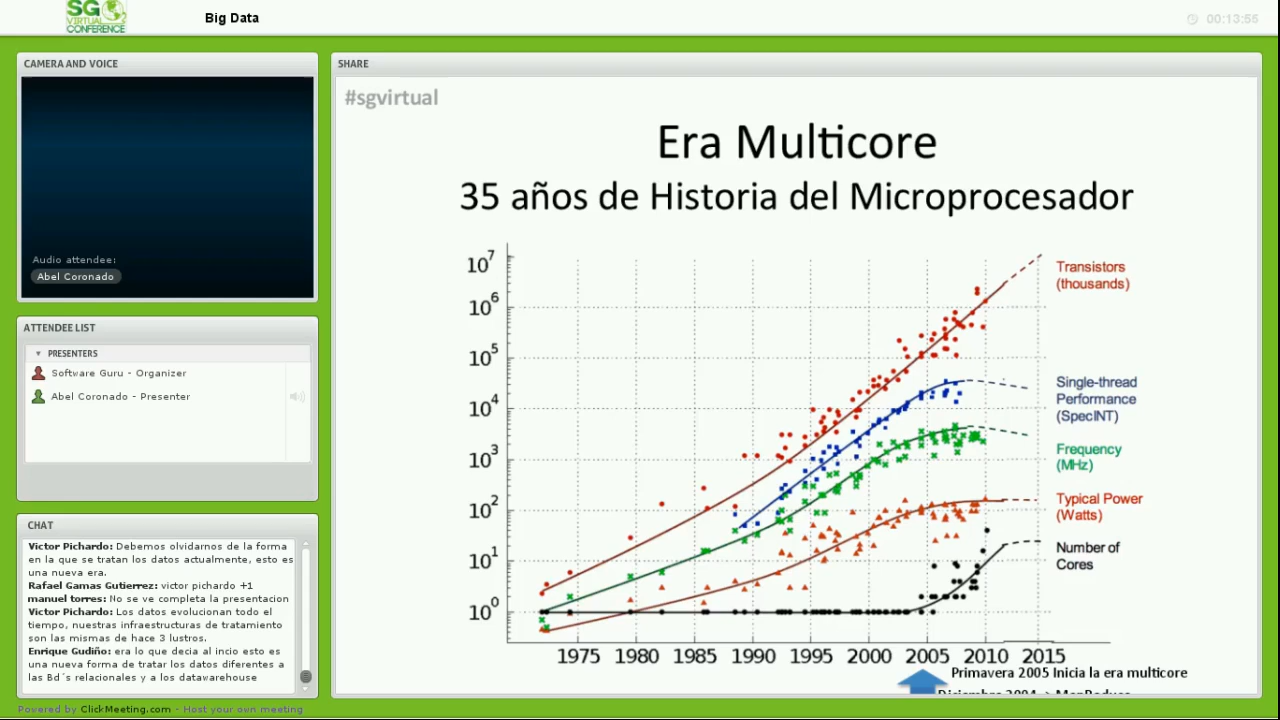 SG
VIRTUAL
CONFERENCE
Big Data
00:13:55
CAMERA AND VOICE
Audio attendee:
Abel Coronado
ATTENDEE LIST
PRESENTERS
Software Guru - Organizer
Abel Coronado - Presenter
CHAT
Victor Pichardo: Debemos olvidarnos de la forma
en la que se tratan los datos actualmente, esto es
una nueva era.
Rafael Gamas Gutierrez: victor pichardo +1
manuel torres: No se ve completa la presentation
Victor Pichardo: Los datos evolucionan todo el
tiempo, nuestras infraestructuras de tratamiento
son las mismas de hace 3 lustros.
Enrique Gudiño: era lo que decia al incio esto es
una nueva forma de tratar los datos diferentes a
las Bd´s relacionales y a los datawarehouse
Powered by ClickMeeting.com - Host your own meeting
SHARE
#sgvirtual
Era Multicore
35 años de Historia del Microprocesador
10⁷
10⁶
10⁵
10⁴
10³
10²
10¹
10⁰
Transistors
(thousands)
Single-thread
Performance
(SpecINT)
Frequency
(MHz)
Typical Power
(Watts)
Number of
Cores
1975 1980 1985 1990 1995 2000 2005 2010 2015
Primavera 2005 Inicia la era multicore
Diciembre 2004 -> MapReduce